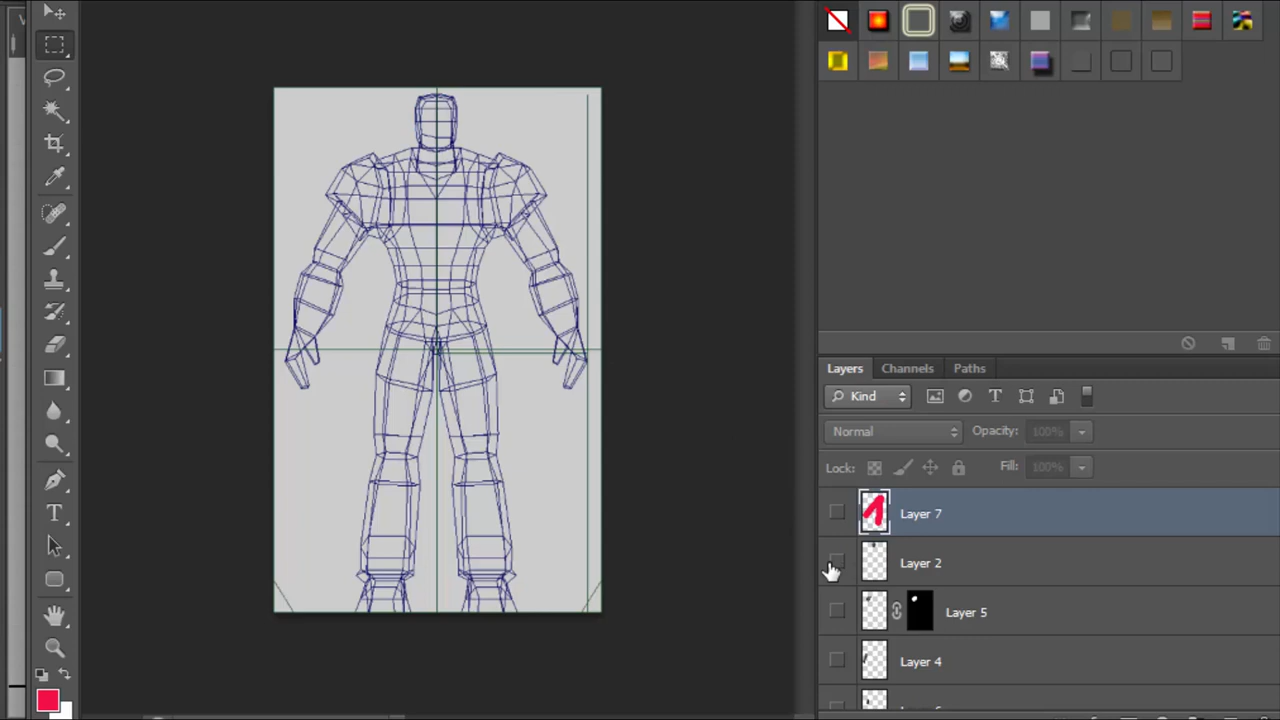 Layers Channels Paths
Kind T
Normal Opacity: 100%
Lock: Fill: 100%
Layer 7
Layer 2
Layer 5
Layer 4
T